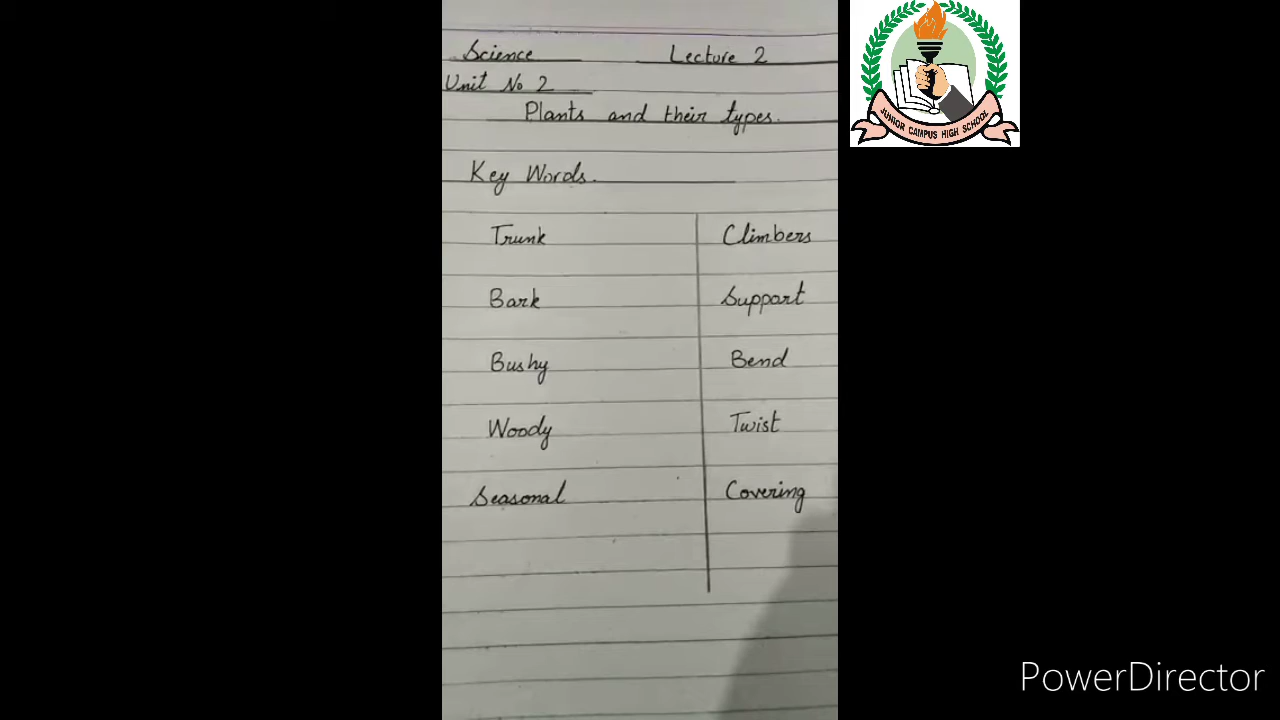 Science Lecture 2
Unit No 2
Plants and their types.
Key Words.
Trunk Climbers
Bark Support
Bushy Bend
Woody Twist
Seasonal Covering
JUNIOR CAMPUS HIGH SCHOOL
PowerDirector